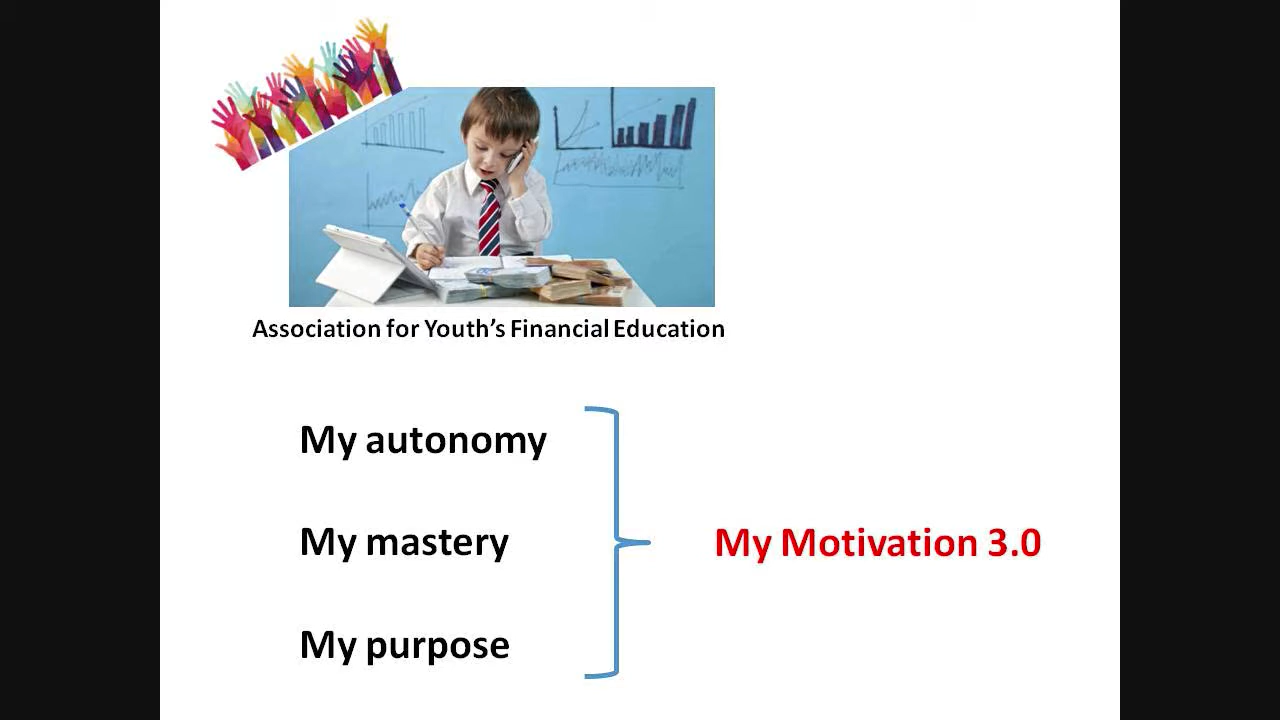 Association for Youth's Financial Education
My autonomy
My mastery
My Motivation 3.0
My purpose